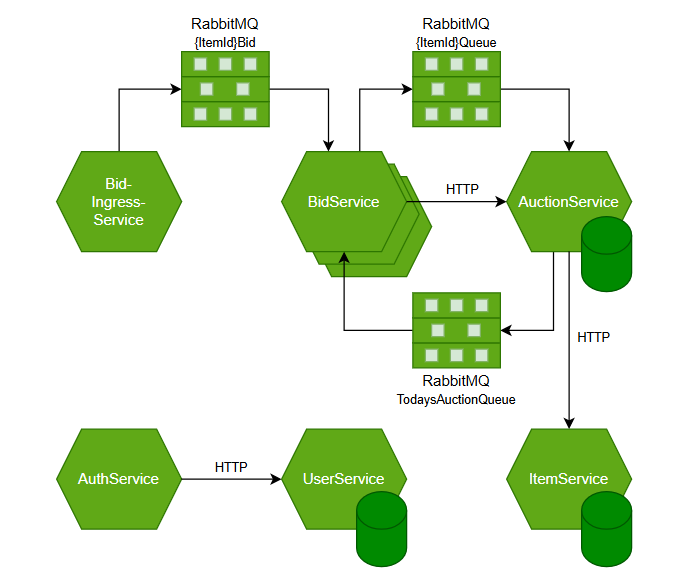 RabbitMQ
{ItemId}Bid
RabbitMQ
{ItemId}Queue
Bid-
Ingress-
Service
BidService
HTTP
AuctionService
HTTP
RabbitMQ
TodaysAuctionQueue
AuthService
HTTP
UserService
ItemService